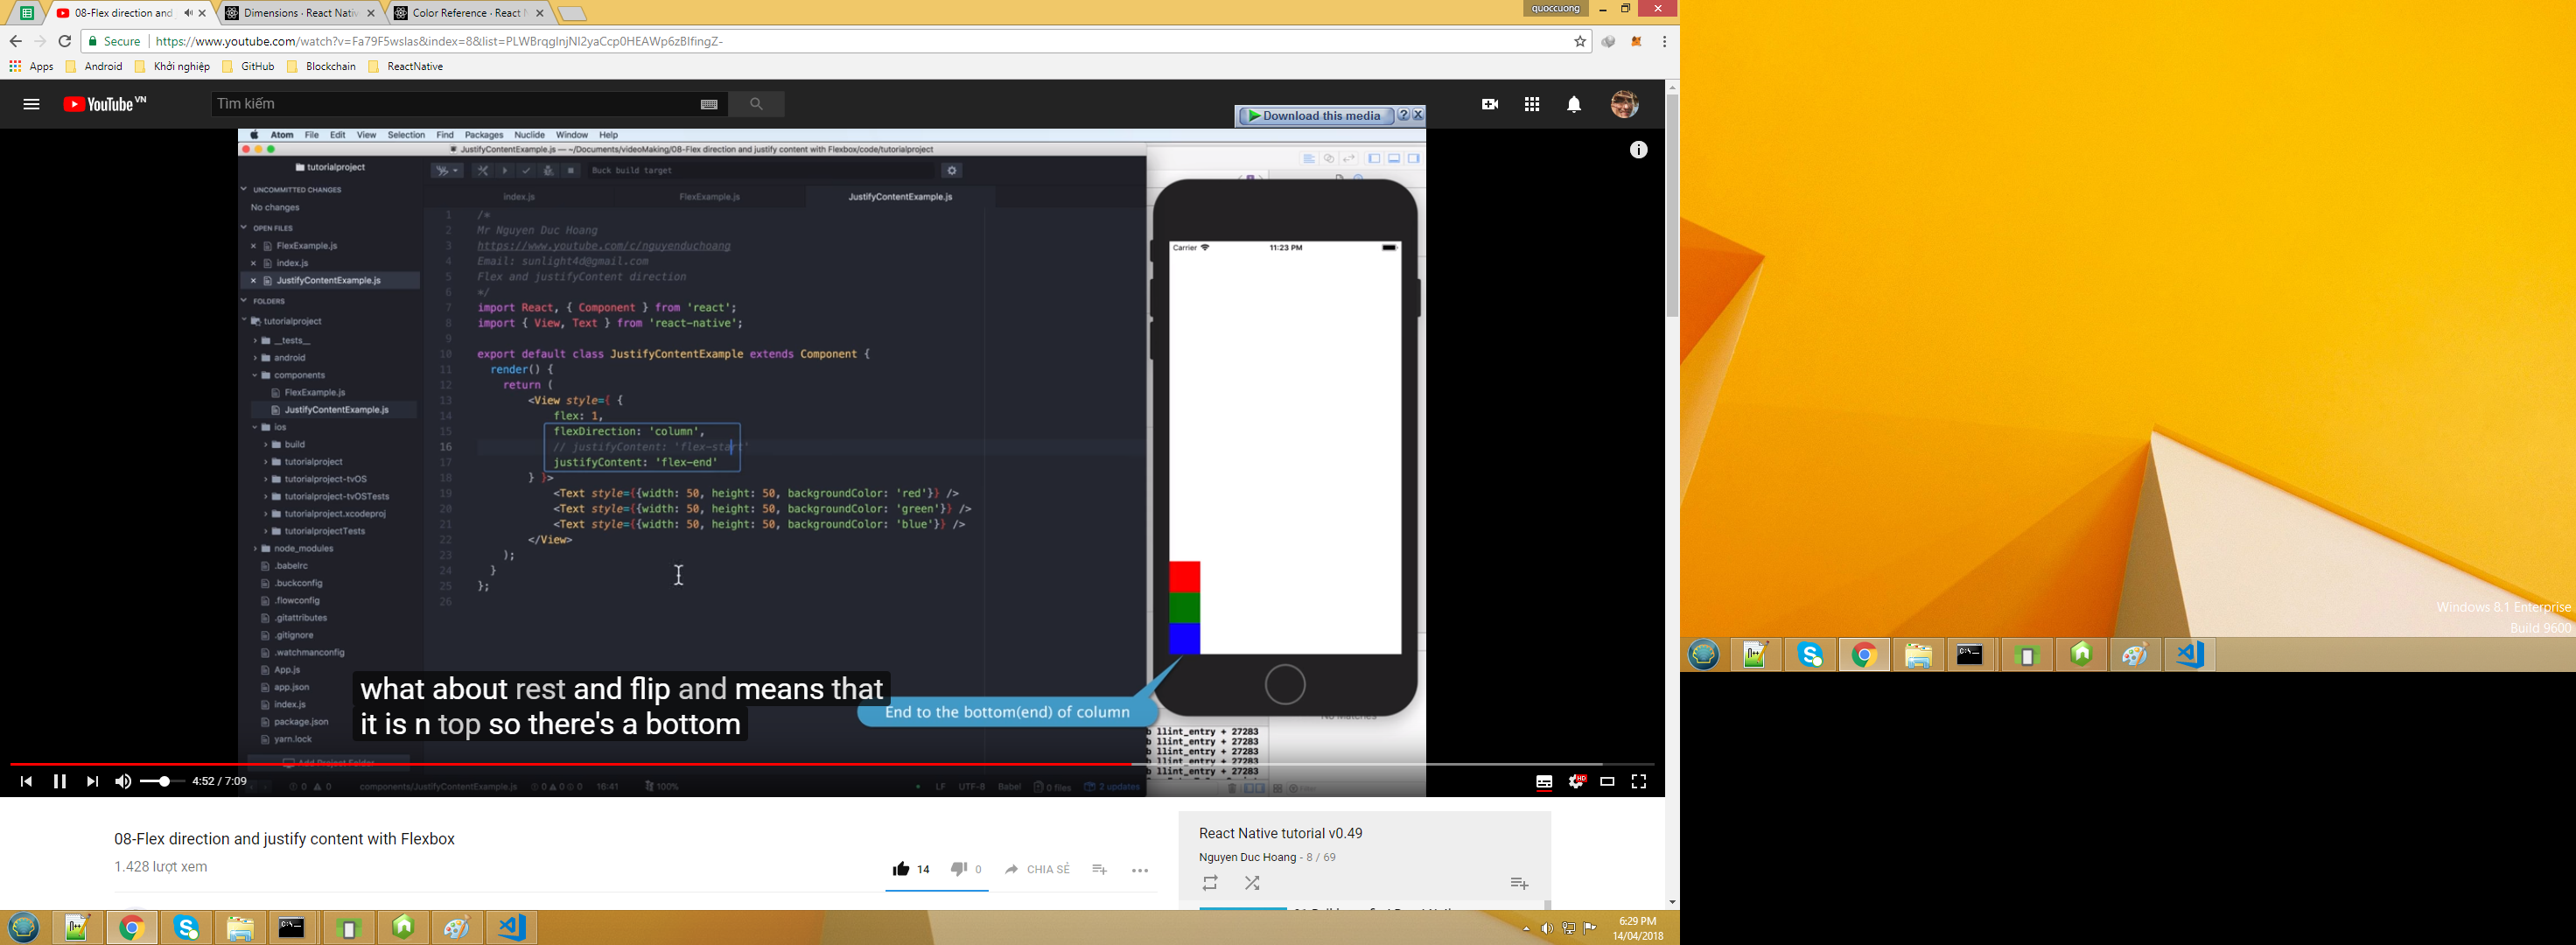 08-Flex direction and
Dimensions · React Nativ
Color Reference · React N
quoccuong
Secure
https://www.youtube.com/watch?v=Fa79F5wsIas&index=8&list=PLWBrqglnjNl2yaCcp0HEAWp6zBIfingZ-
Apps Android Khởi nghiệp GitHub Blockchain ReactNative
YouTube VN
Tìm kiếm
Download this media
Atom File Edit View Selection Find Packages Nuclide Window Help
JustifyContentExample.js — ~/Documents/videoMaking/08-Flex direction and justify content with Flexbox/code/tutorialproject
tutorialproject
Buck build target
UNCOMMITTED CHANGES
No changes
OPEN FILES
FlexExample.js
index.js
JustifyContentExample.js
FOLDERS
tutorialproject
__tests__
android
components
FlexExample.js
JustifyContentExample.js
ios
build
tutorialproject
tutorialproject-tvOS
tutorialproject-tvOSTests
tutorialproject.xcodeproj
tutorialprojectTests
node_modules
.babelrc
.buckconfig
.flowconfig
.gitattributes
.gitignore
.watchmanconfig
App.js
app.json
index.js
package.json
yarn.lock
Add Project Folder
index.js FlexExample.js JustifyContentExample.js
1 /*
2 Mr Nguyen Duc Hoang
3 https://www.youtube.com/c/nguyenduchoang
4 Email: sunlight4d@gmail.com
5 Flex and justifyContent direction
6 */
7 import React, { Component } from 'react';
8 import { View, Text } from 'react-native';
9
10 export default class JustifyContentExample extends Component {
11 render() {
12 return (
13 <View style={ {
14 flex: 1,
15 flexDirection: 'column',
16 // justifyContent: 'flex-start'
17 justifyContent: 'flex-end'
18 } }>
19 <Text style={{width: 50, height: 50, backgroundColor: 'red'}} />
20 <Text style={{width: 50, height: 50, backgroundColor: 'green'}} />
21 <Text style={{width: 50, height: 50, backgroundColor: 'blue'}} />
22 </View>
23 );
24 }
25 };
26
Carrier 11:23 PM
what about rest and flip and means that
it is n top so there's a bottom
End to the bottom(end) of column
No Matches
b llint_entry + 27283
b llint_entry + 27283
b llint_entry + 27283
b llint_entry + 27283
b llint_entry + 27283
4:52 / 7:09
HD
0 0 components/JustifyContentExample.js 0 0 0 16:41 100%
LF UTF-8 Babel 0 files 2 updates
08-Flex direction and justify content with Flexbox
1.428 lượt xem
14 0 CHIA SẺ
React Native tutorial v0.49
Nguyen Duc Hoang - 8 / 69
6:29 PM
14/04/2018
Windows 8.1 Enterprise
Build 9600